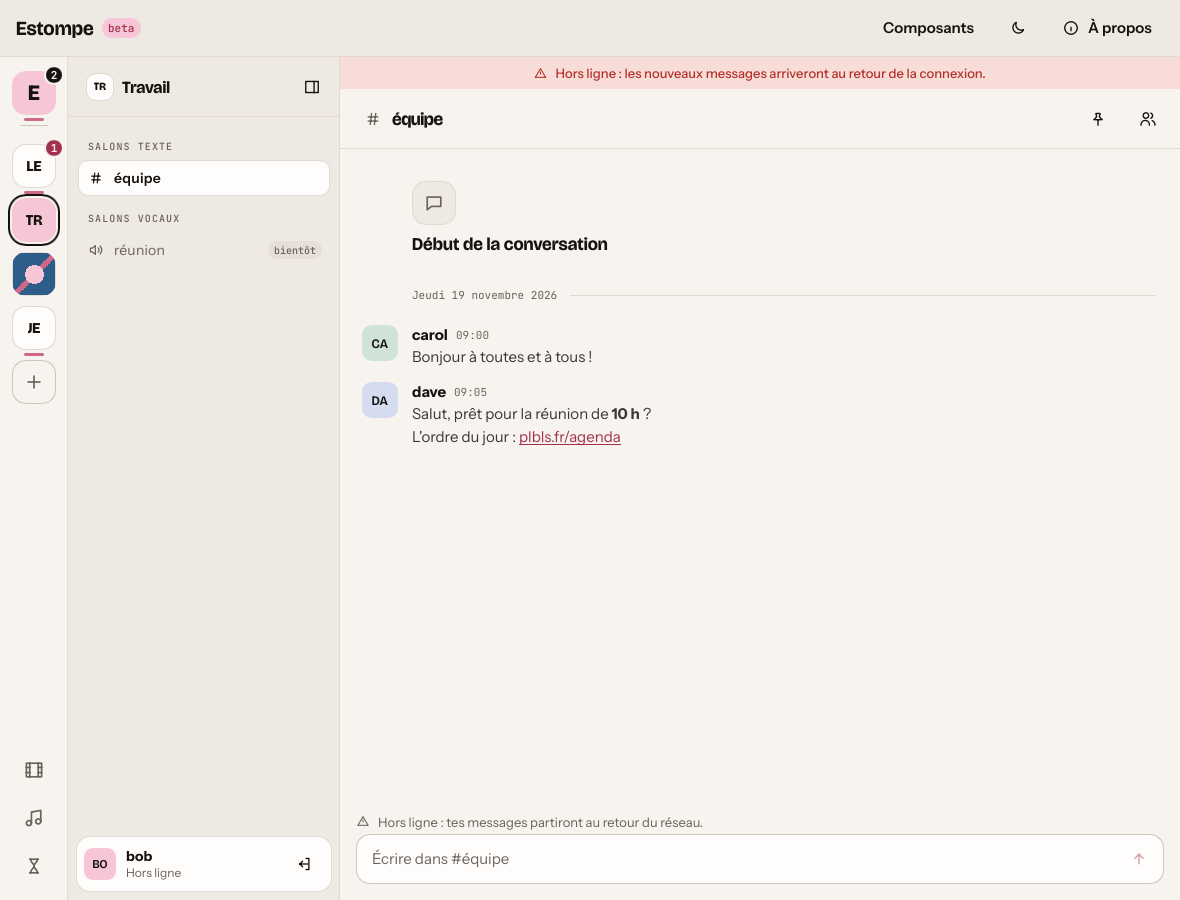 Estompe beta
Composants
À propos
E 2
LE 1
TR
JE
TR Travail
SALONS TEXTE
# équipe
SALONS VOCAUX
réunion bientôt
BO bob
Hors ligne
Hors ligne : les nouveaux messages arriveront au retour de la connexion.
# équipe
Début de la conversation
Jeudi 19 novembre 2026
CA carol 09:00
Bonjour à toutes et à tous !
DA dave 09:05
Salut, prêt pour la réunion de 10 h ?
L'ordre du jour : plbls.fr/agenda
Hors ligne : tes messages partiront au retour du réseau.
Écrire dans #équipe